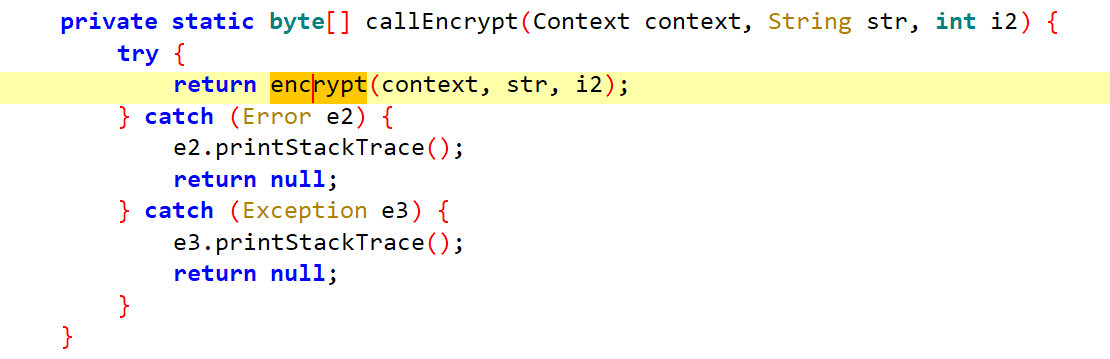 private static byte[] callEncrypt(Context context, String str, int i2) {
    try {
        return encrypt(context, str, i2);
    } catch (Error e2) {
        e2.printStackTrace();
        return null;
    } catch (Exception e3) {
        e3.printStackTrace();
        return null;
    }
}